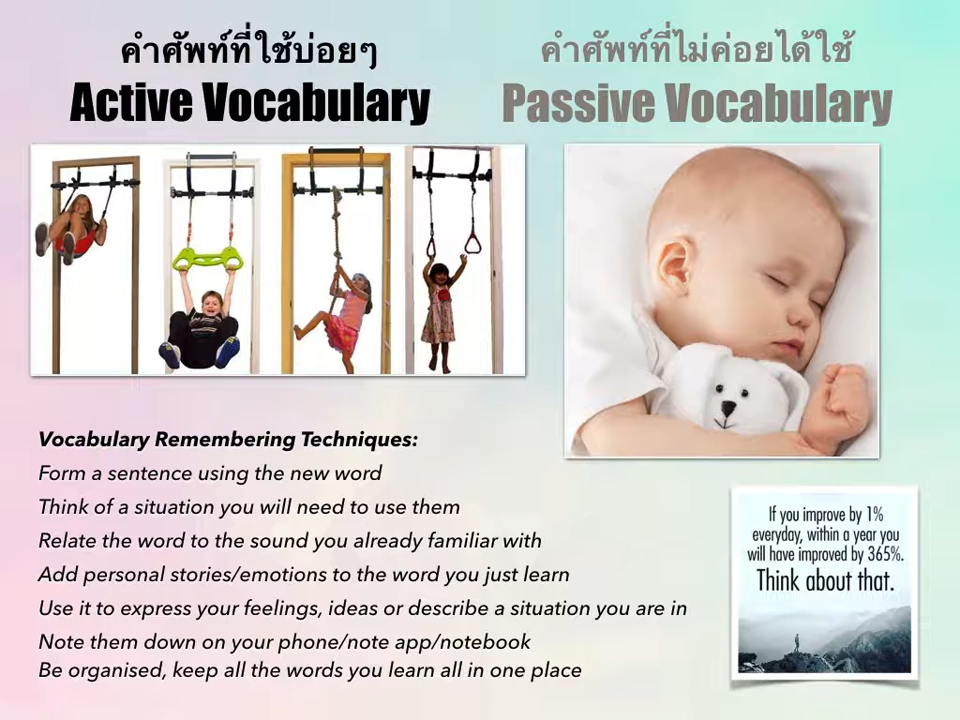 คำศัพท์ที่ใช้บ่อยๆ
Active Vocabulary
คำศัพท์ที่ไม่ค่อยได้ใช้
Passive Vocabulary
Vocabulary Remembering Techniques:
Form a sentence using the new word
Think of a situation you will need to use them
Relate the word to the sound you already familiar with
Add personal stories/emotions to the word you just learn
Use it to express your feelings, ideas or describe a situation you are in
Note them down on your phone/note app/notebook
Be organised, keep all the words you learn all in one place
If you improve by 1%
everyday, within a year you
will have improved by 365%.
Think about that.